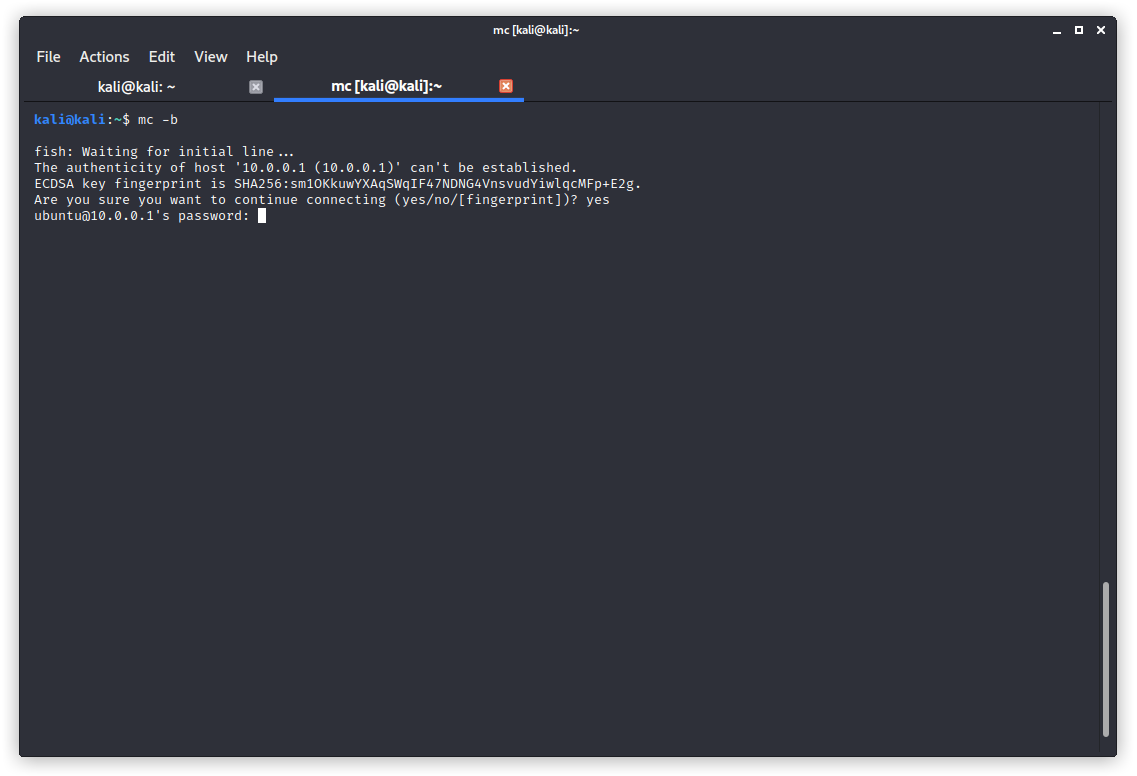 mc [kali@kali]:~
File Actions Edit View Help
kali@kali: ~ mc [kali@kali]:~
kali@kali:~$ mc -b
fish: Waiting for initial line...
The authenticity of host '10.0.0.1 (10.0.0.1)' can't be established.
ECDSA key fingerprint is SHA256:sm1OKkuwYXAqSWqIF47NDNG4VnsvudYiwlqcMFp+E2g.
Are you sure you want to continue connecting (yes/no/[fingerprint])? yes
ubuntu@10.0.0.1's password: